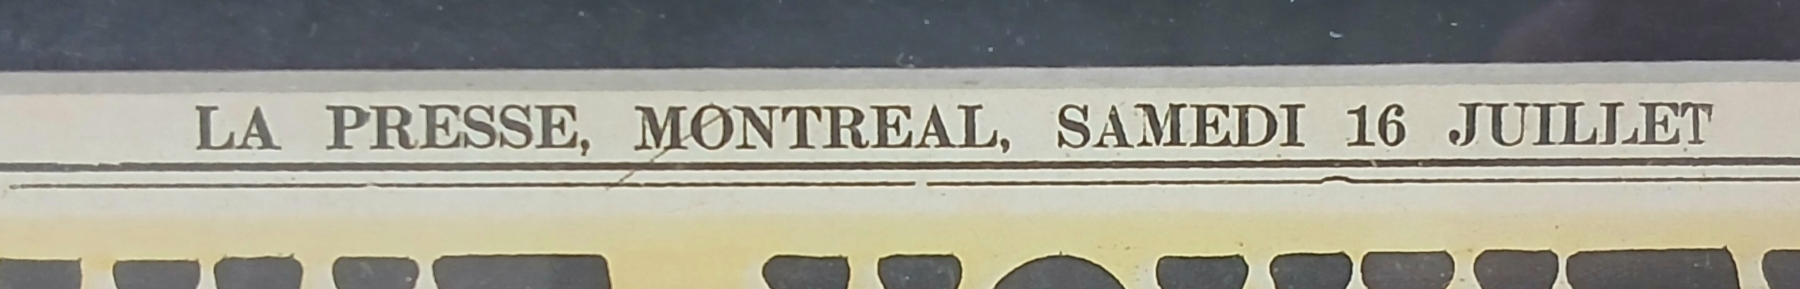 LA PRESSE, MONTREAL, SAMEDI 16 JUILLET